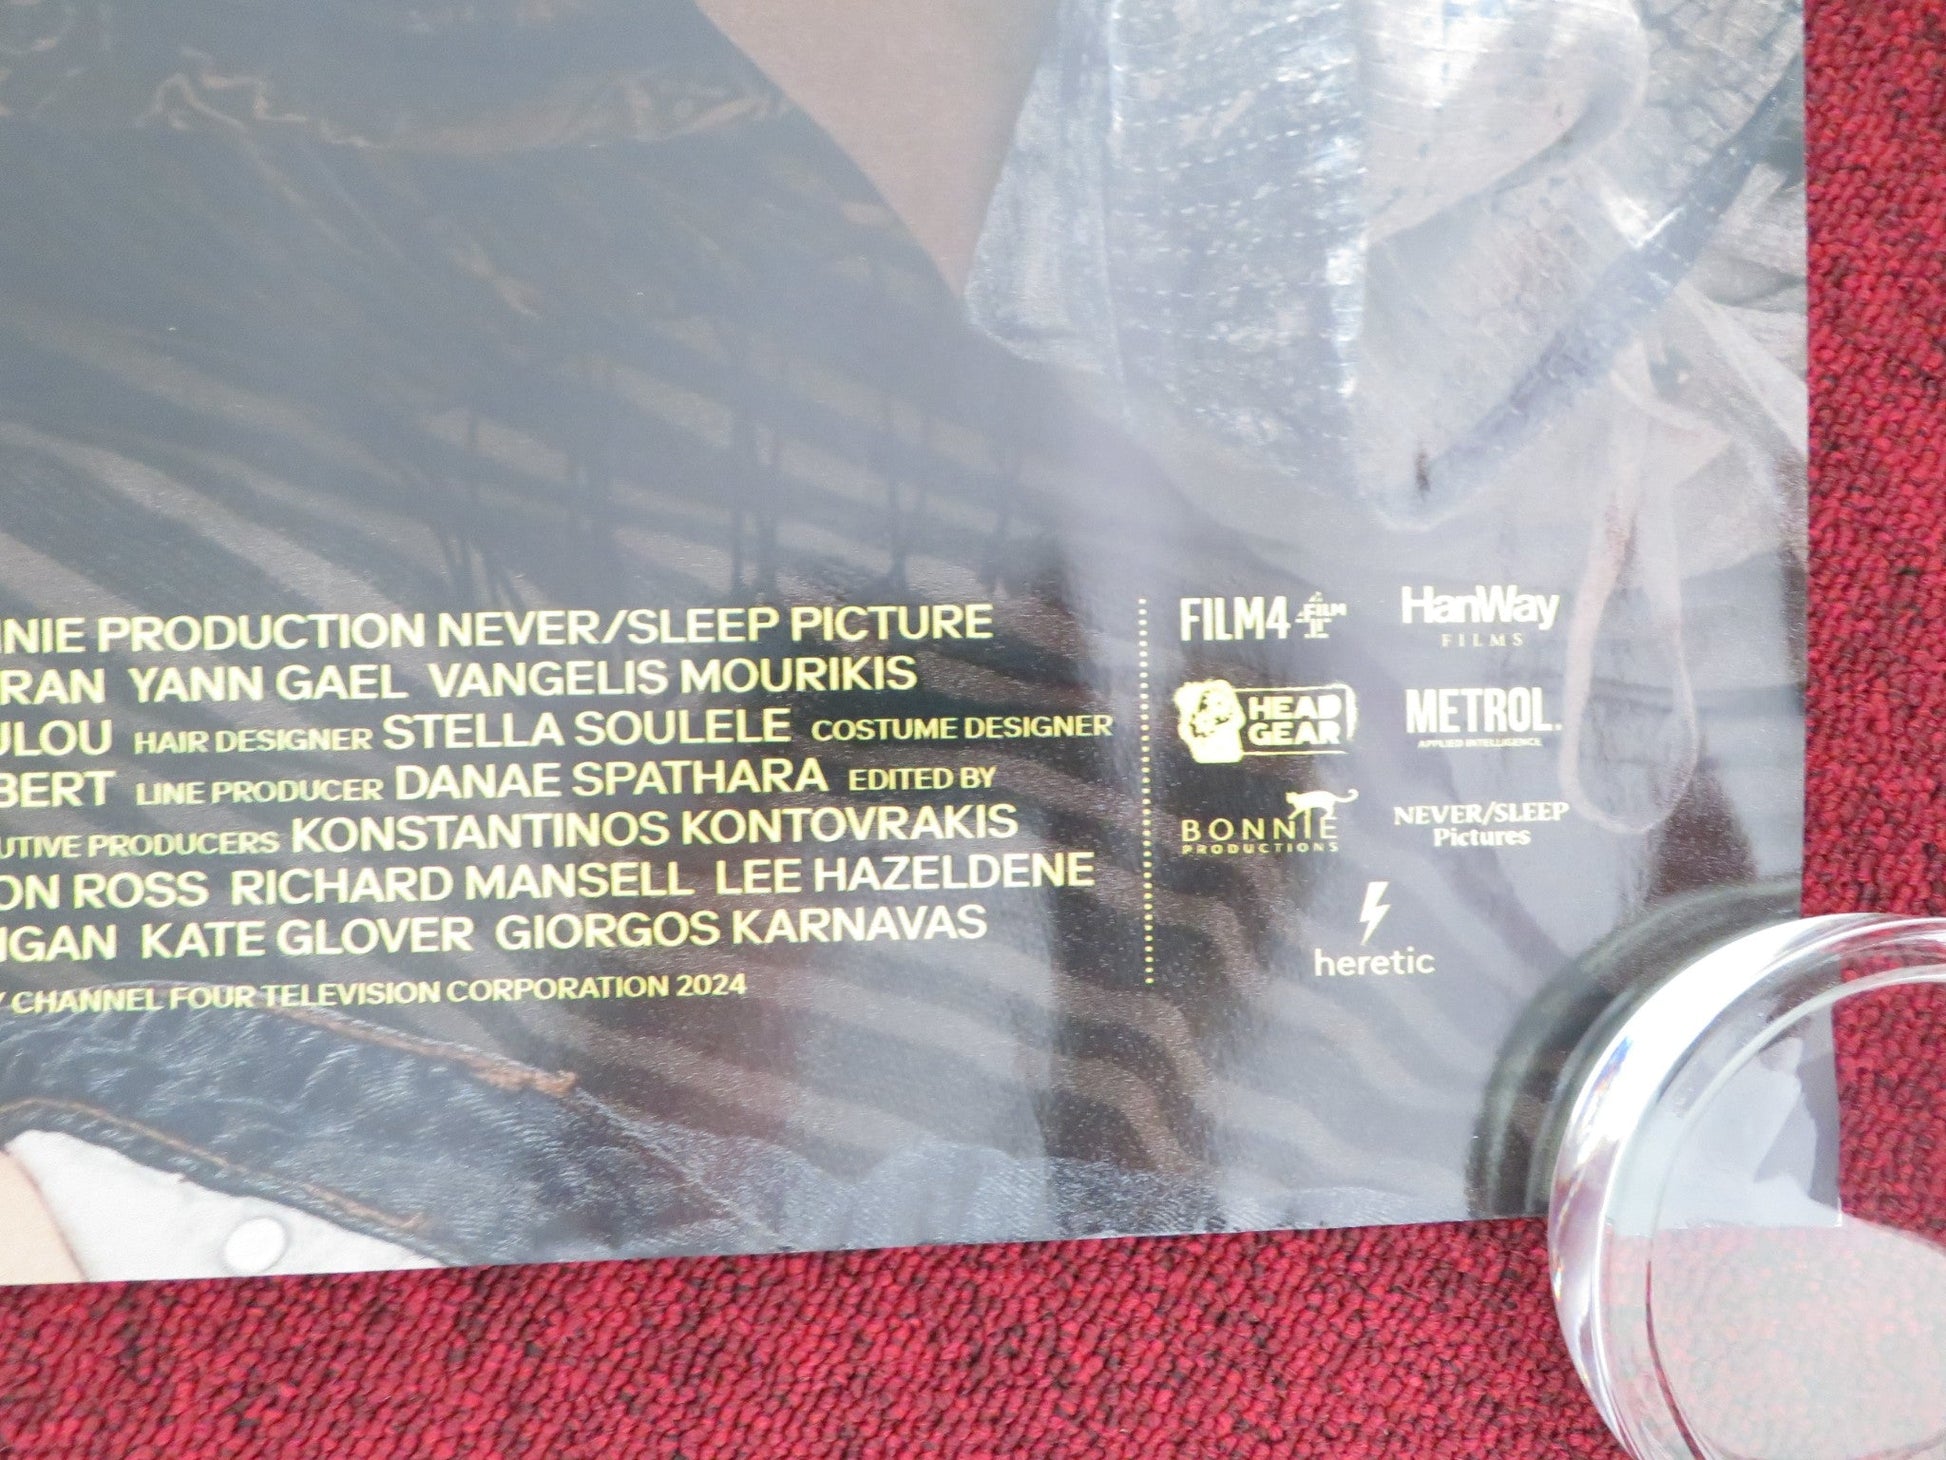 NNIE PRODUCTION NEVER/SLEEP PICTURE
RAN YANN GAEL VANGELIS MOURIKIS
ULOU HAIR DESIGNER STELLA SOULELE COSTUME DESIGNER
BERT LINE PRODUCER DANAE SPATHARA EDITED BY
UTIVE PRODUCERS KONSTANTINOS KONTOVRAKIS
ON ROSS RICHARD MANSELL LEE HAZELDENE
IGAN KATE GLOVER GIORGOS KARNAVAS
Y CHANNEL FOUR TELEVISION CORPORATION 2024
FILM4 FILM
HanWay
FILMS
HEAD
GEAR
METROL.
APPLIED INTELLIGENCE
BONNIE
PRODUCTIONS
NEVER/SLEEP
Pictures
heretic